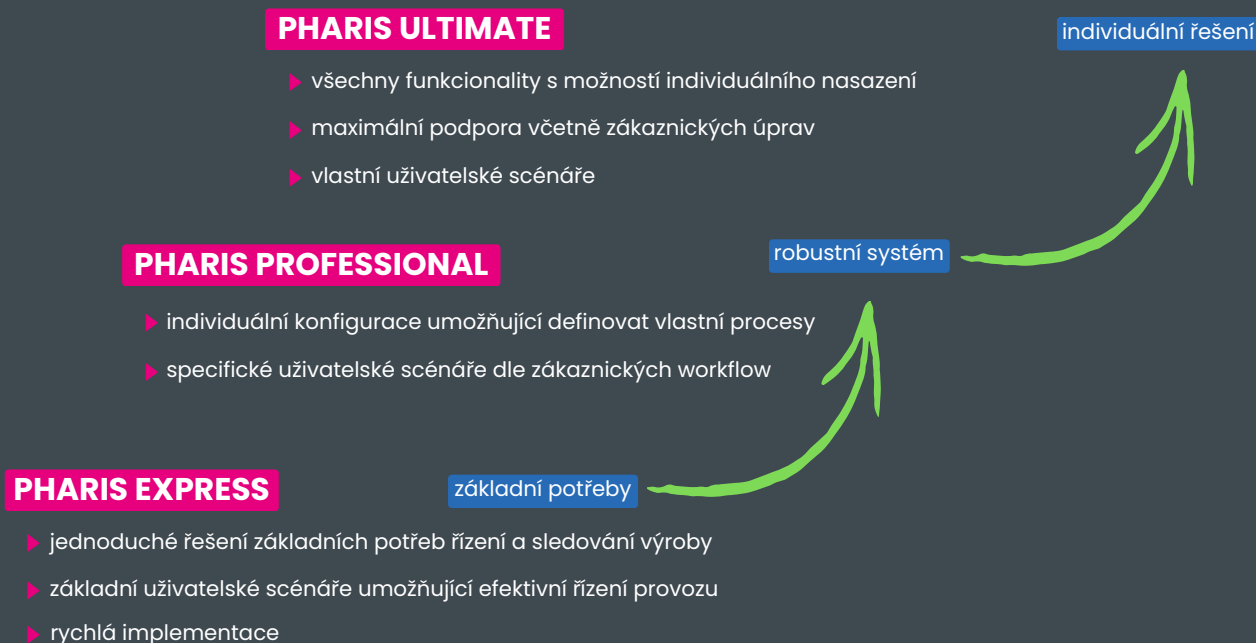 PHARIS ULTIMATE
individuální řešení
všechny funkcionality s možností individuálního nasazení
maximální podpora včetně zákaznických úprav
vlastní uživatelské scénáře
PHARIS PROFESSIONAL
robustní systém
individuální konfigurace umožňující definovat vlastní procesy
specifické uživatelské scénáře dle zákaznických workflow
PHARIS EXPRESS
základní potřeby
jednoduché řešení základních potřeb řízení a sledování výroby
základní uživatelské scénáře umožňující efektivní řízení provozu
rychlá implementace